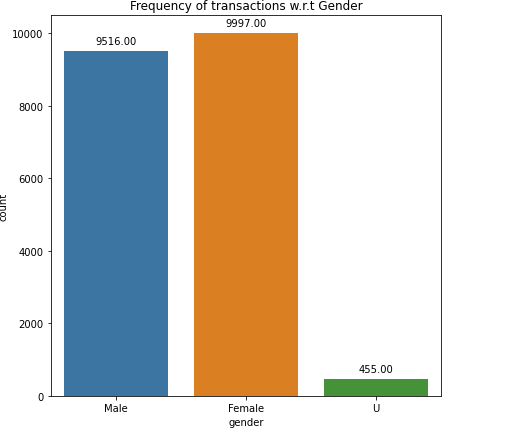 Frequency of transactions w.r.t Gender
9997.00
9516.00
455.00
10000
8000
6000
4000
2000
0
count
Male
Female
U
gender